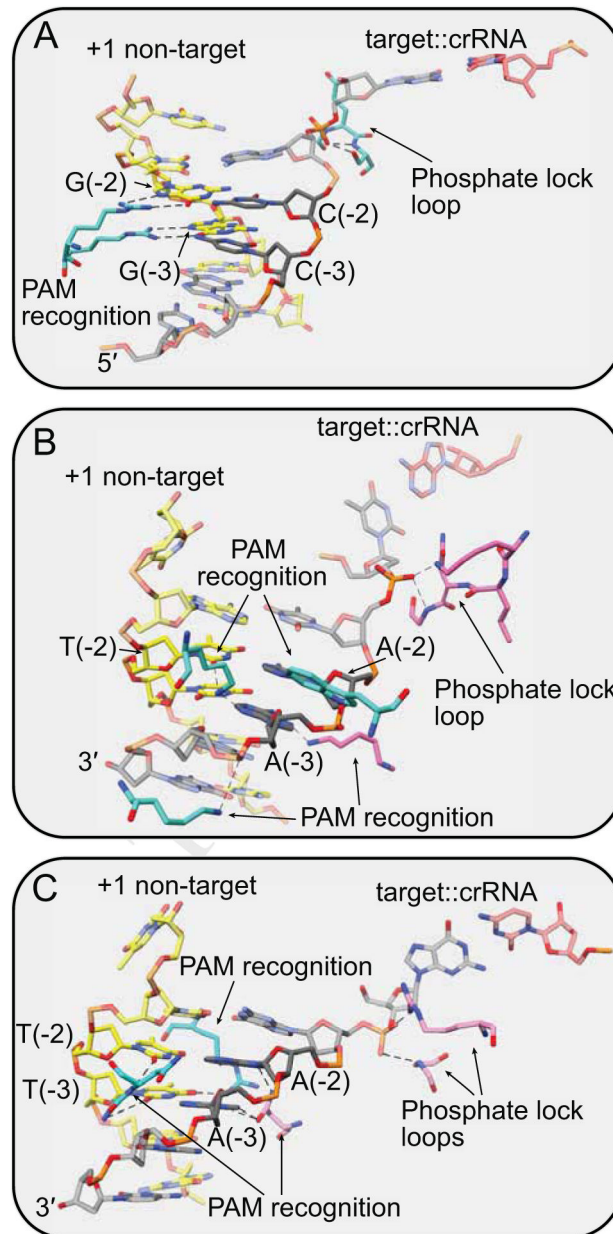 A
+1 non-target
target::crRNA
G(-2)
Phosphate lock
loop
C(-2)
G(-3)
C(-3)
PAM
recognition
5′
B
target::crRNA
+1 non-target
PAM
recognition
T(-2)
A(-2)
Phosphate lock
loop
A(-3)
3′
PAM recognition
C
+1 non-target
target::crRNA
PAM recognition
T(-2)
T(-3)
A(-2)
A(-3)
Phosphate lock
loops
3′
PAM recognition